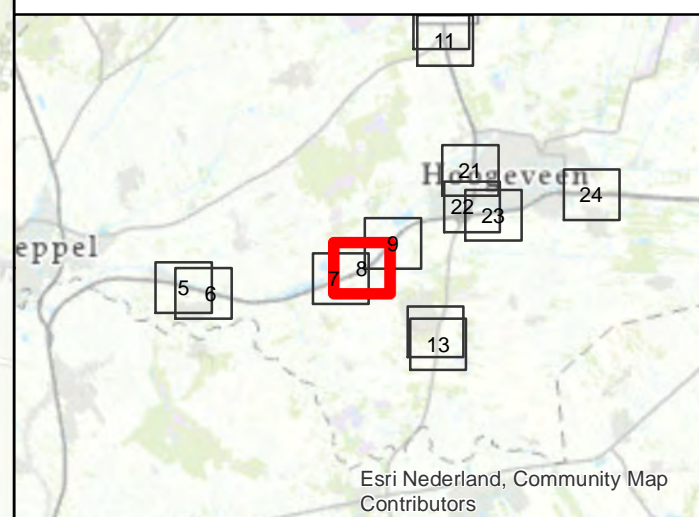 11
21
Hoogeveen
24
22
23
9
eppel
8
7
5
6
13
Esri Nederland, Community Map
Contributors